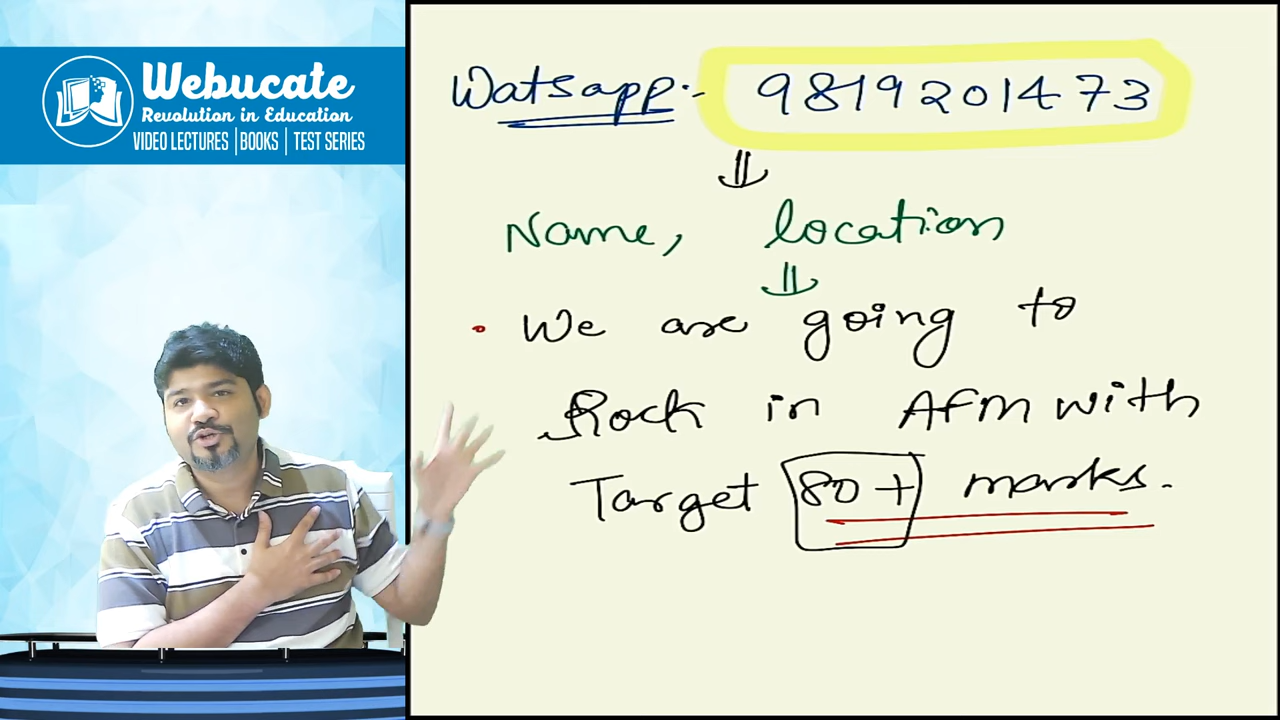 Webucate
Revolution in Education
VIDEO LECTURES | BOOKS | TEST SERIES
Watsapp:- 9819201473
Name, location
• We are going to
Rock in AFM with
Target 80+ marks.